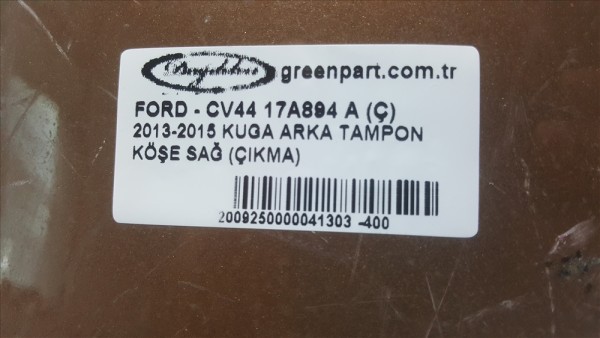 greenpart.com.tr
FORD - CV44 17A894 A (Ç)
2013-2015 KUGA ARKA TAMPON
KÖŞE SAĞ (ÇIKMA)
2009250000041303 -400